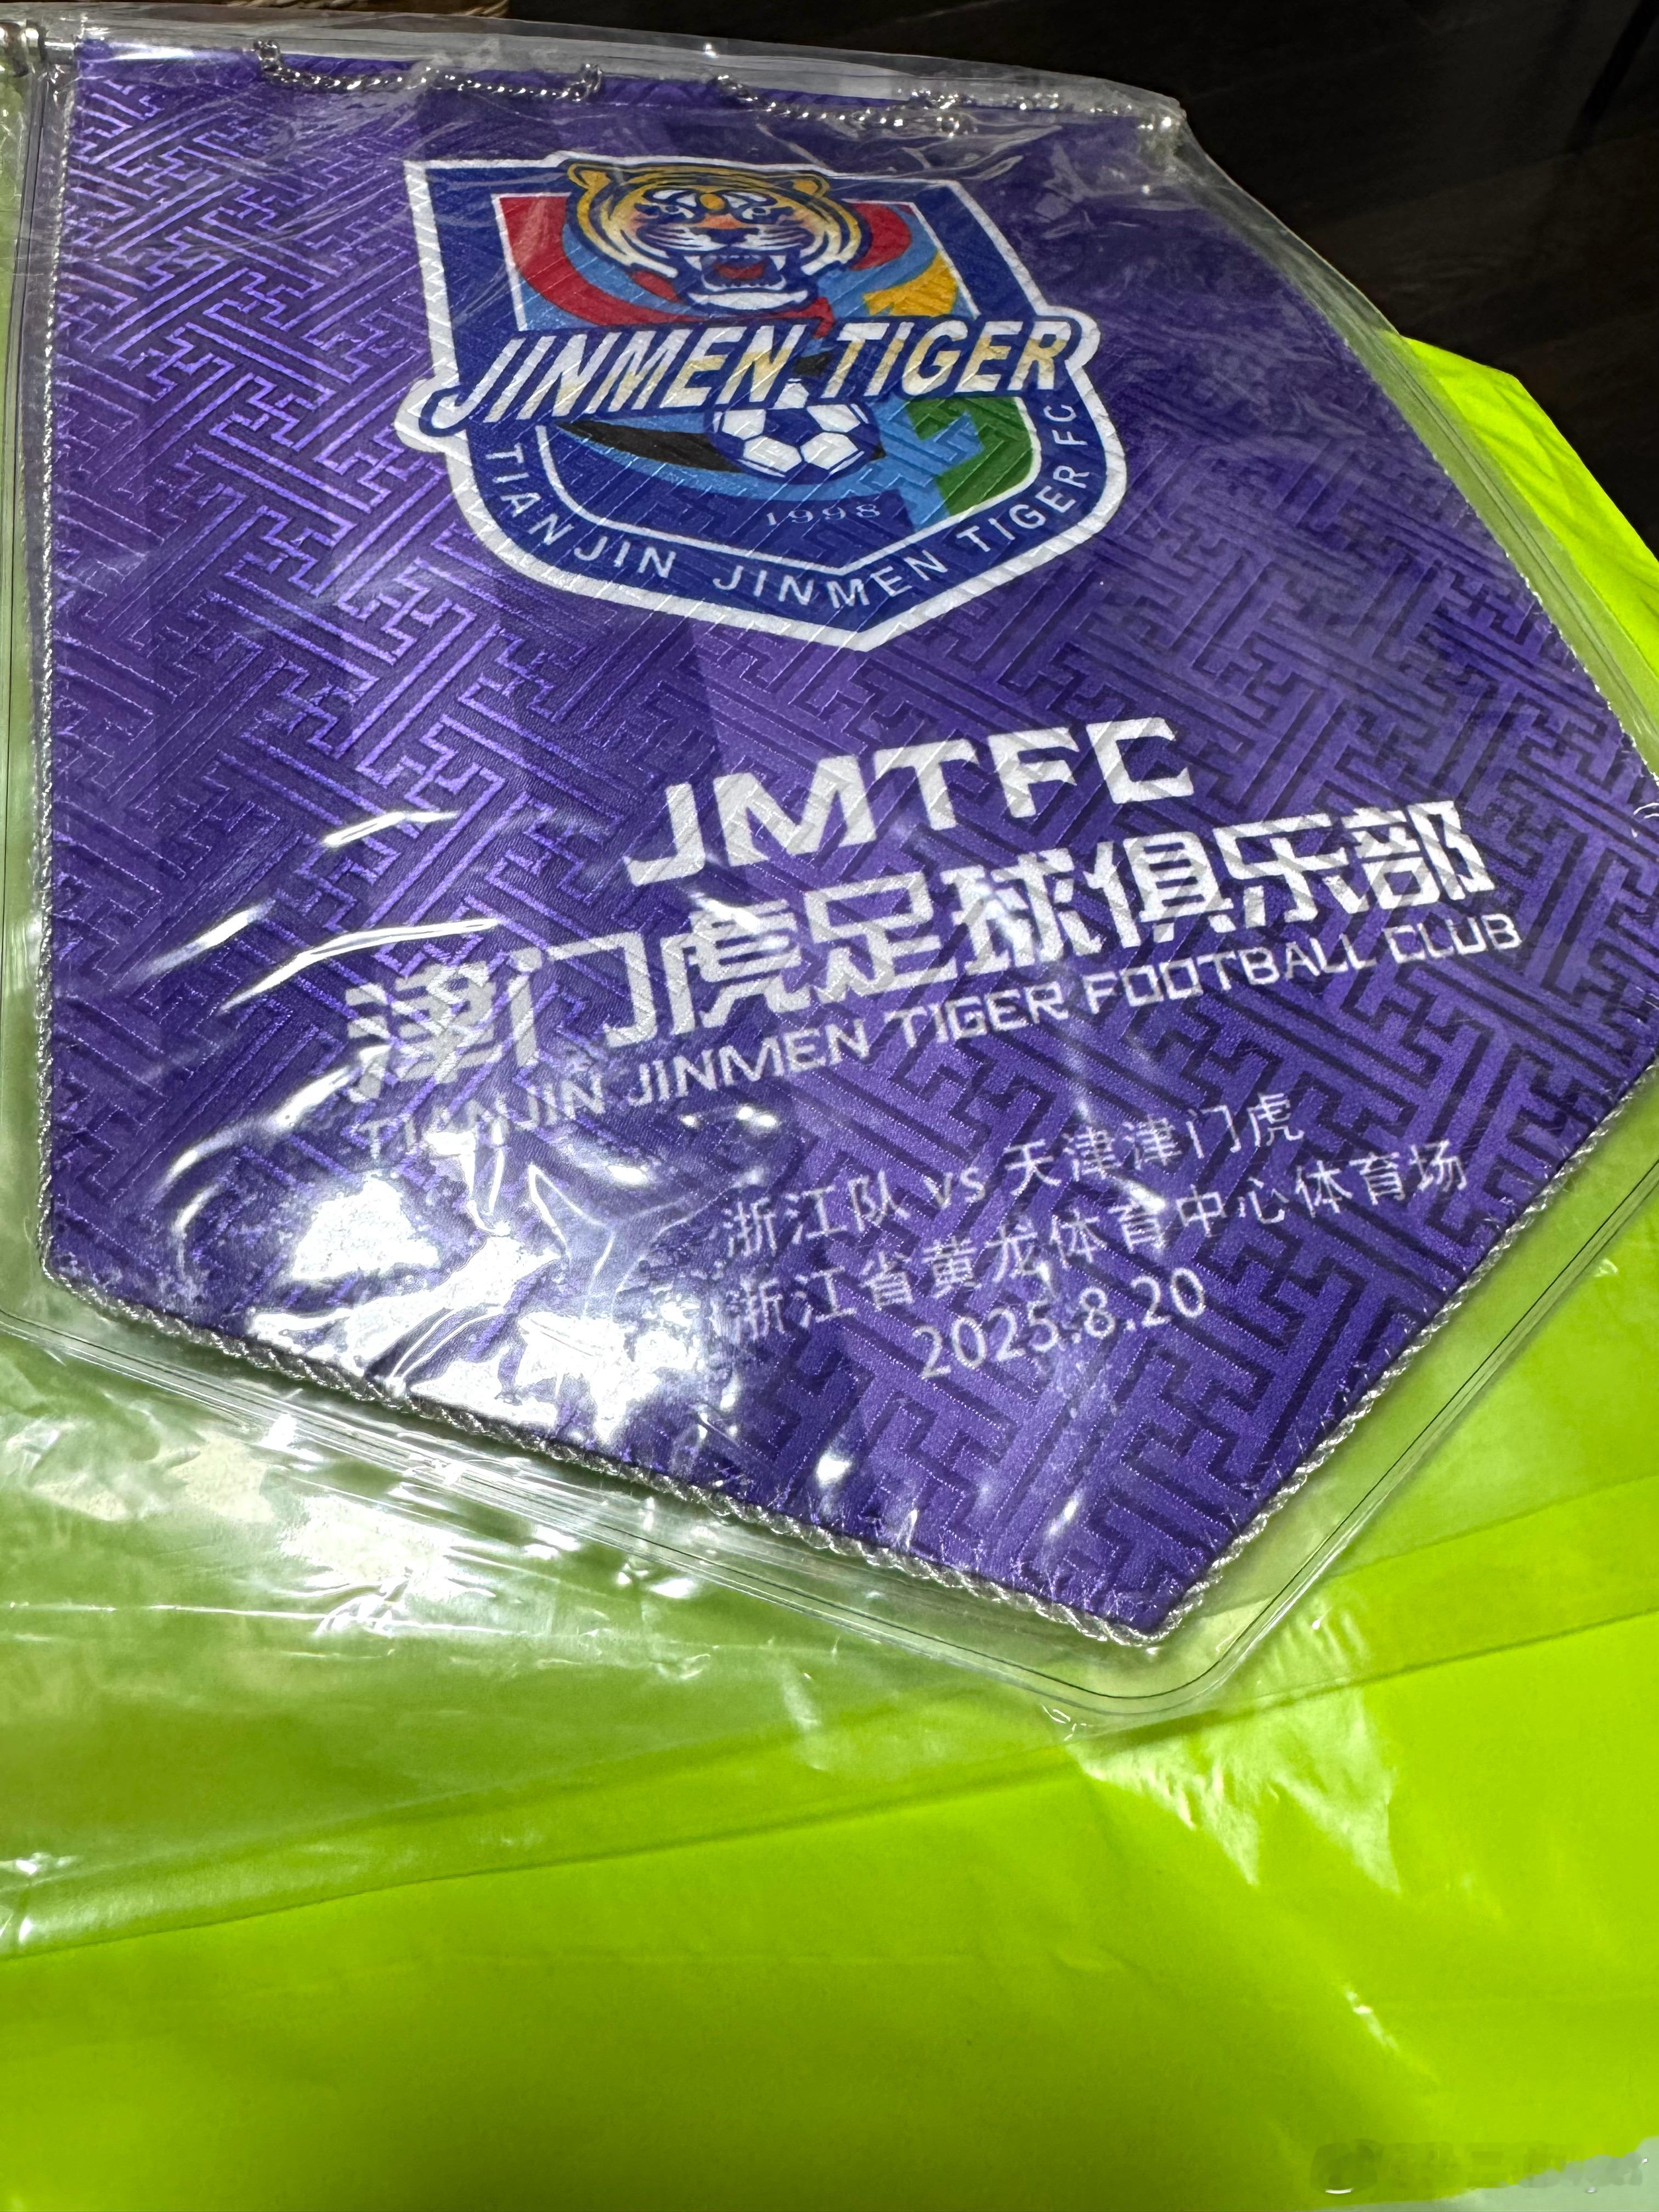 JINMEN TIGER
1998
TIANJIN JINMEN TIGER FC
JMTFC
津门虎足球俱乐部
TIANJIN JINMEN TIGER FOOTBALL CLUB
浙江队 vs 天津津门虎
浙江省黄龙体育中心体育场
2025.8.20